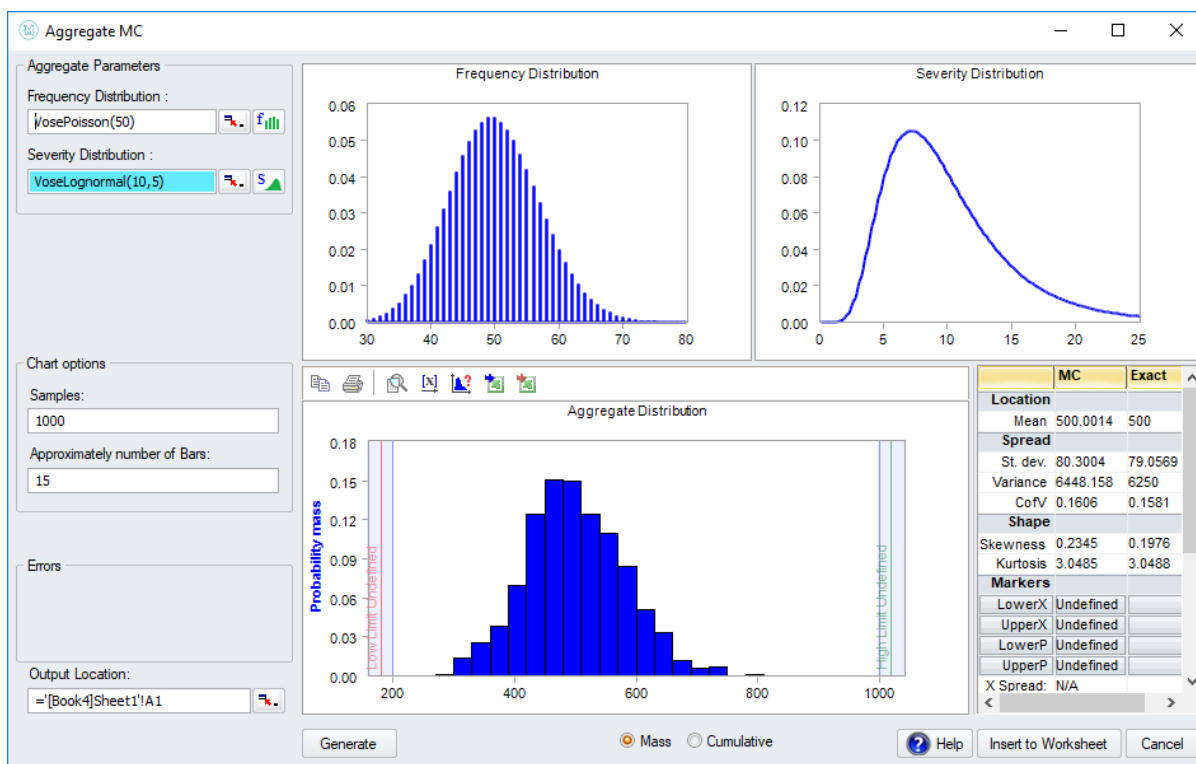 Aggregate MC
Aggregate Parameters
Frequency Distribution :
VosePoisson(50)
Severity Distribution :
VoseLognormal(10,5)
Frequency Distribution
0.06
0.05
0.04
0.03
0.02
0.01
0.00
30 40 50 60 70 80
Severity Distribution
0.12
0.10
0.08
0.06
0.04
0.02
0.00
0 5 10 15 20 25
Chart options
Samples:
1000
Approximately number of Bars:
15
Errors
Output Location:
='[Book4]Sheet1'!A1
Aggregate Distribution
0.18
0.15
0.12
0.09
0.06
0.03
0.00
Probability mass
Low Limit Undefined
High Limit Undefined
200 400 600 800 1000
MC Exact
Location
Mean 500.0014 500
Spread
St. dev. 80.3004 79.0569
Variance 6448.158 6250
CofV 0.1606 0.1581
Shape
Skewness 0.2345 0.1976
Kurtosis 3.0485 3.0488
Markers
LowerX Undefined
UpperX Undefined
LowerP Undefined
UpperP Undefined
X Spread: N/A
Generate
Mass Cumulative
Help
Insert to Worksheet
Cancel